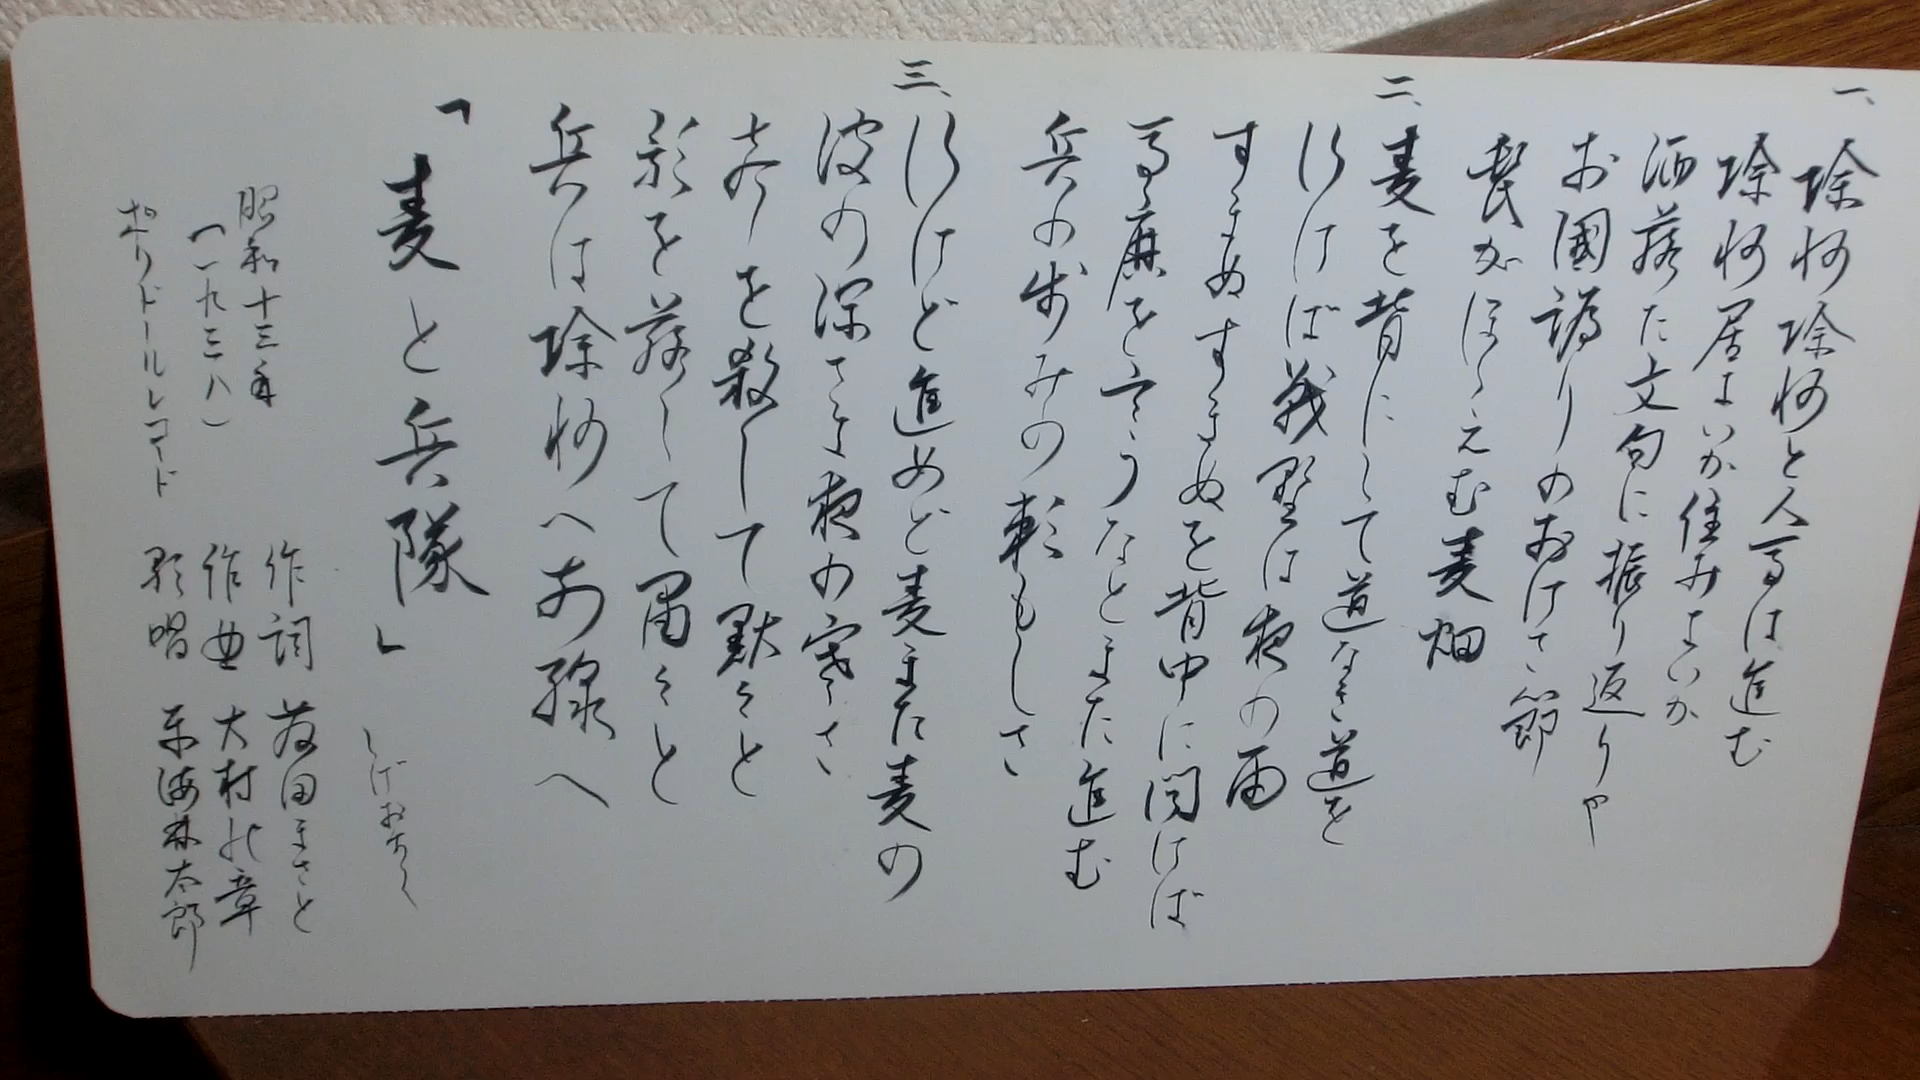 一、
徐州徐州と人馬は進む
徐州居よいか住みよいか
洒落た文句に振り返りゃ
お國訛りのおけさ節
髭がほゝえむ麦畑
二、
麦を背にして道なき道を
行けば戦野は夜の雨
すまぬすまぬを背中に聞けば
馬鹿を言うなとまた進む
兵の歩みの頼もしさ
三、
行けど進めど麦また麦の
波の深さよ夜の寒さ
声を殺して黙々と
影を落して粛々と
兵は徐州へ前線へ
「麦と兵隊」
昭和十三年
(一九三八)
ポリドールレコード
作詞 藤田まさと
作曲 大村能章
歌唱 東海林太郎